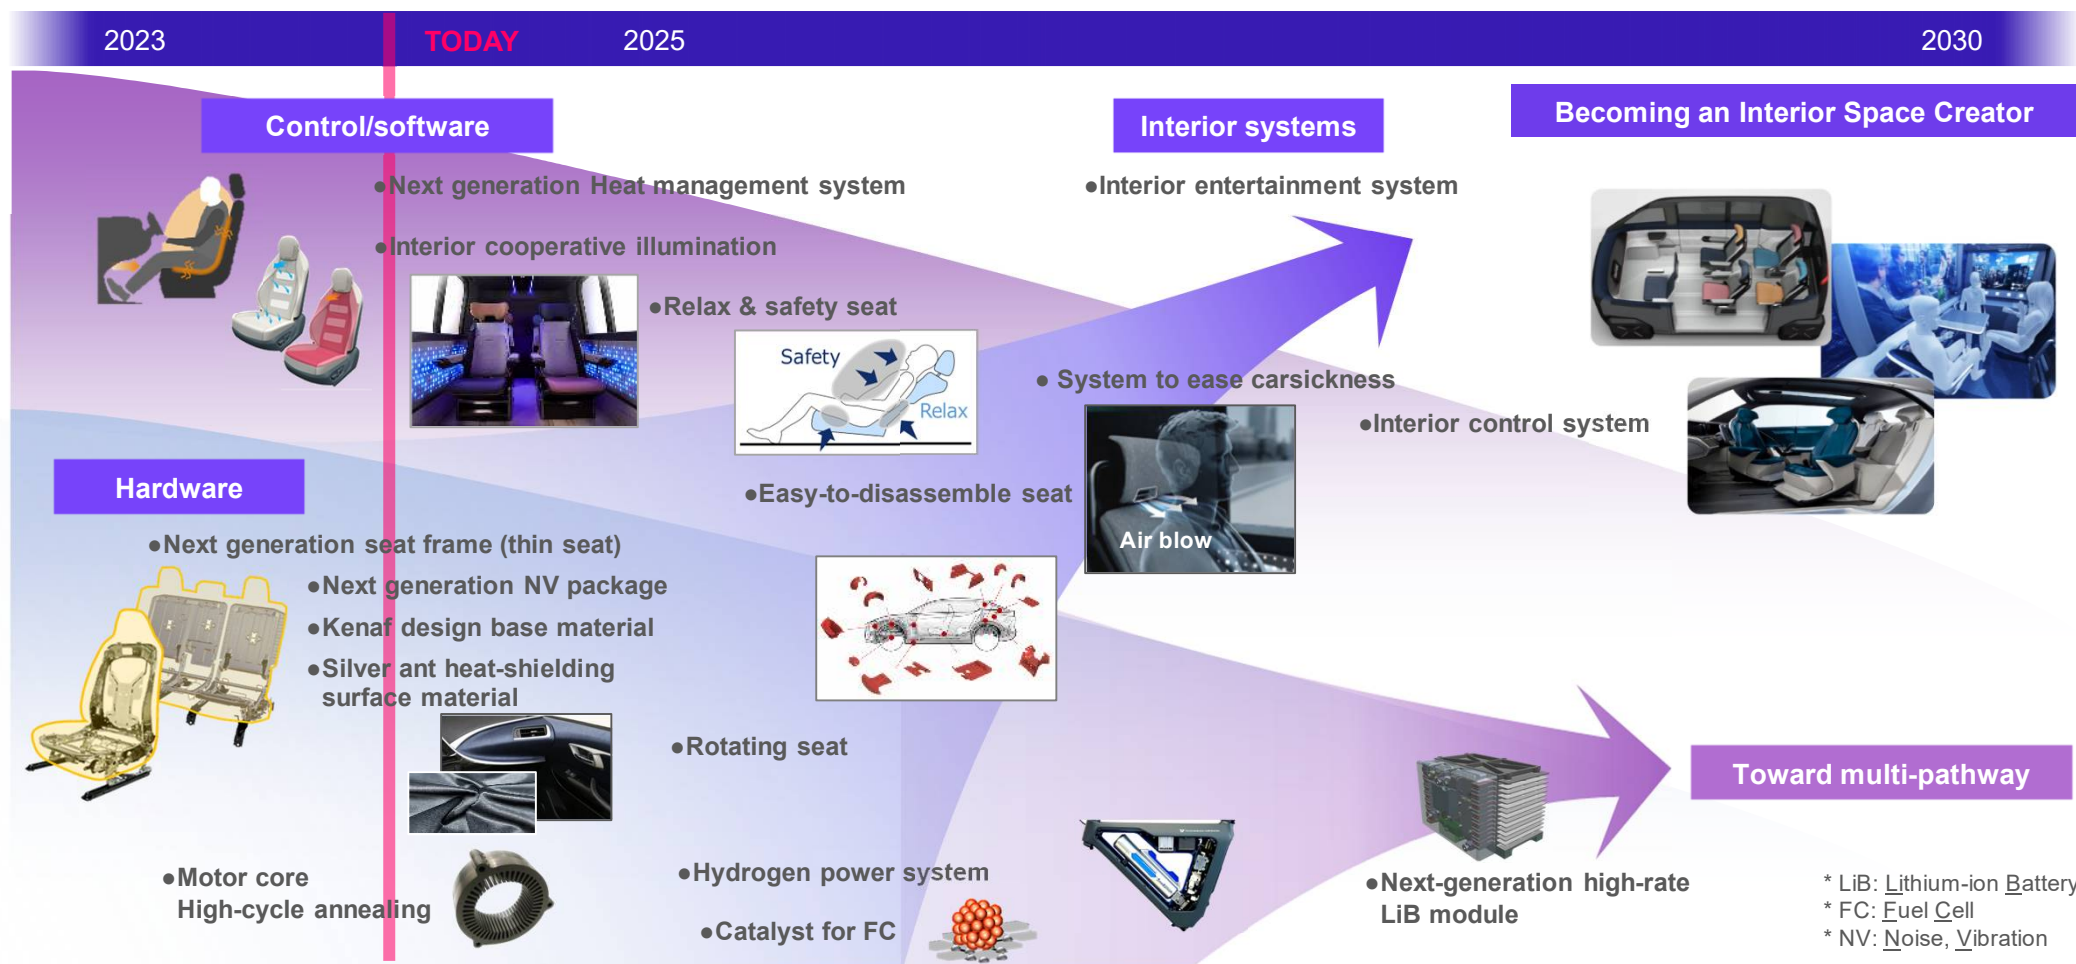 2023
TODAY
2025
2030
Control/software
Interior systems
Becoming an Interior Space Creator
●Next generation Heat management system
●Interior entertainment system
●Interior cooperative illumination
●Relax & safety seat
Safety
Relax
● System to ease carsickness
●Interior control system
Air blow
●Easy-to-disassemble seat
Hardware
●Next generation seat frame (thin seat)
●Next generation NV package
●Kenaf design base material
●Silver ant heat-shielding
surface material
●Rotating seat
Toward multi-pathway
●Motor core
High-cycle annealing
●Hydrogen power system
●Catalyst for FC
●Next-generation high-rate
LiB module
* LiB: Lithium-ion Battery
* FC: Fuel Cell
* NV: Noise, Vibration